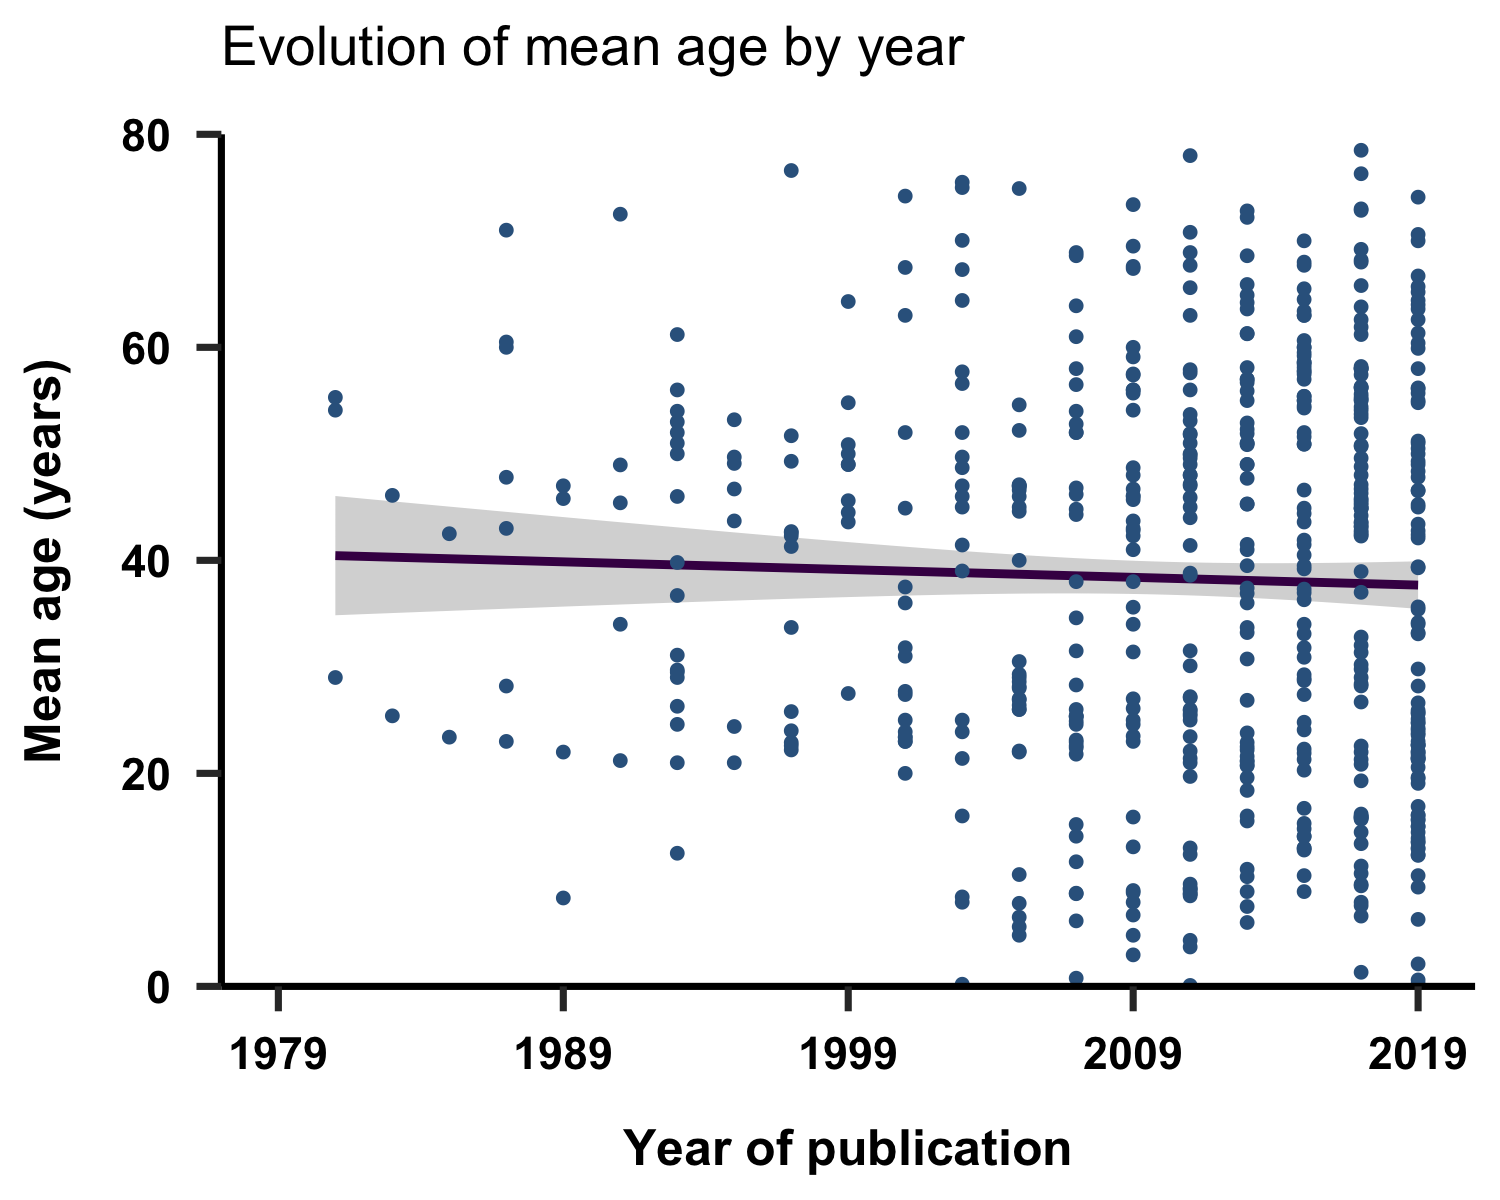 Evolution of mean age by year
80
60
40
20
0
Mean age (years)
1979 1989 1999 2009 2019
Year of publication